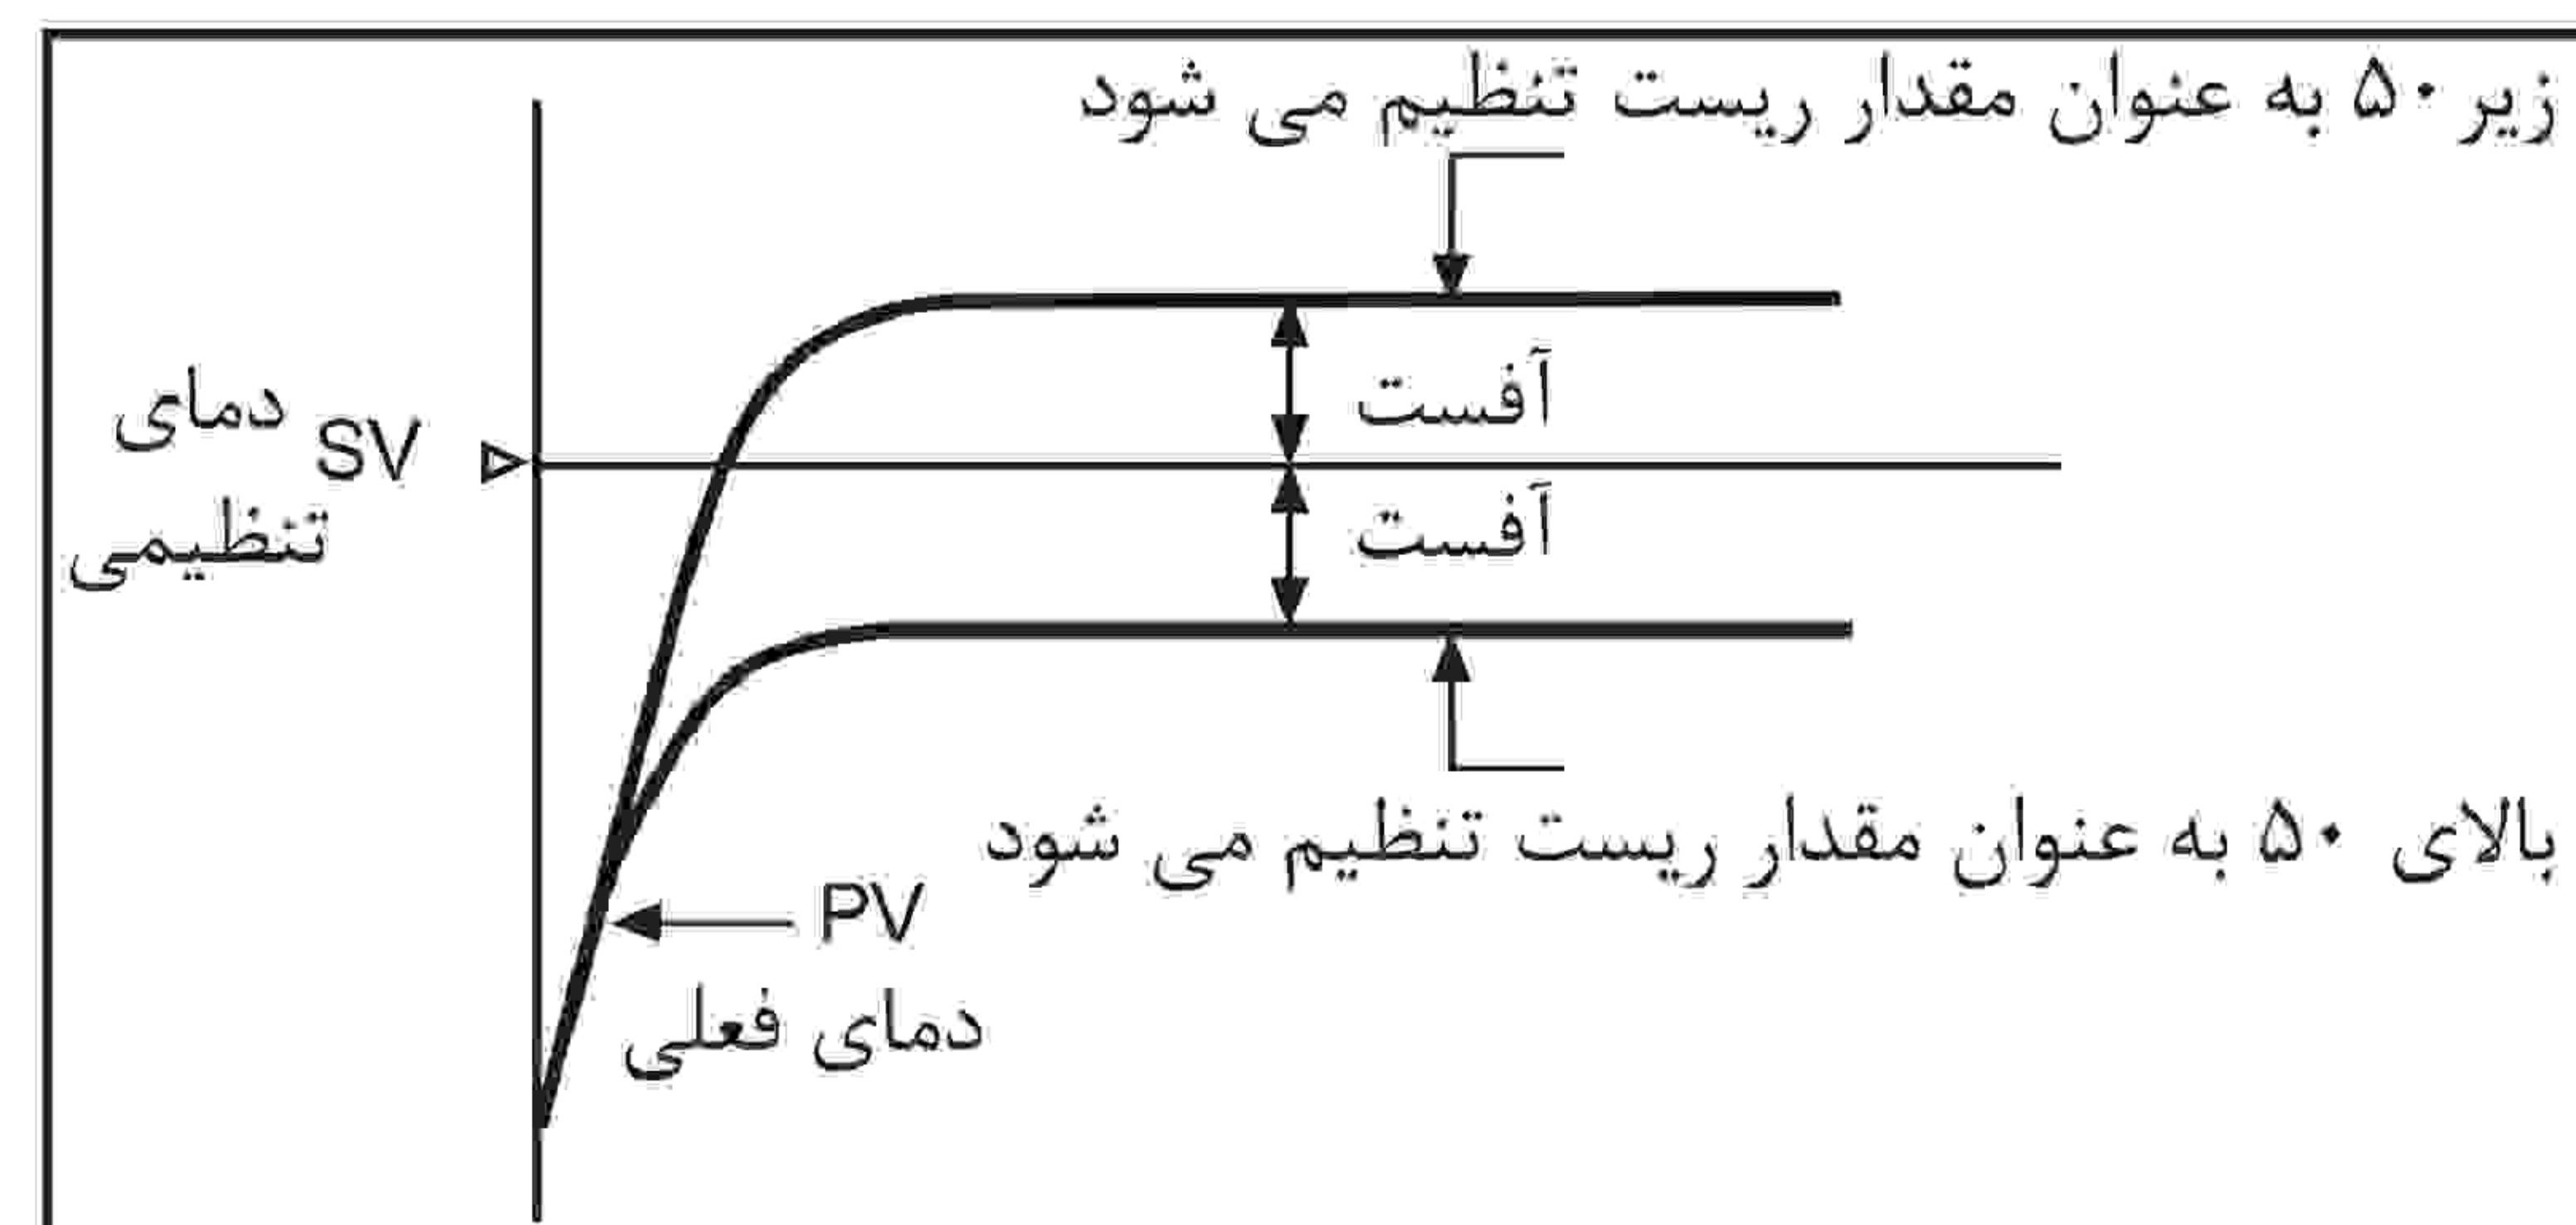 زیر ۵۰ به عنوان مقدار ریست تنظیم می شود
آفست
دمای
SV
تنظیمی
آفست
بالای ۵۰ به عنوان مقدار ریست تنظیم می شود
PV
دمای فعلی